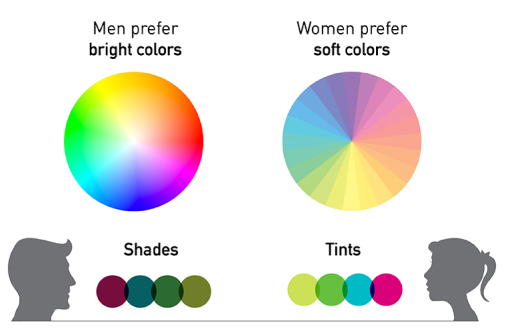 Men prefer
bright colors
Women prefer
soft colors
Shades
Tints